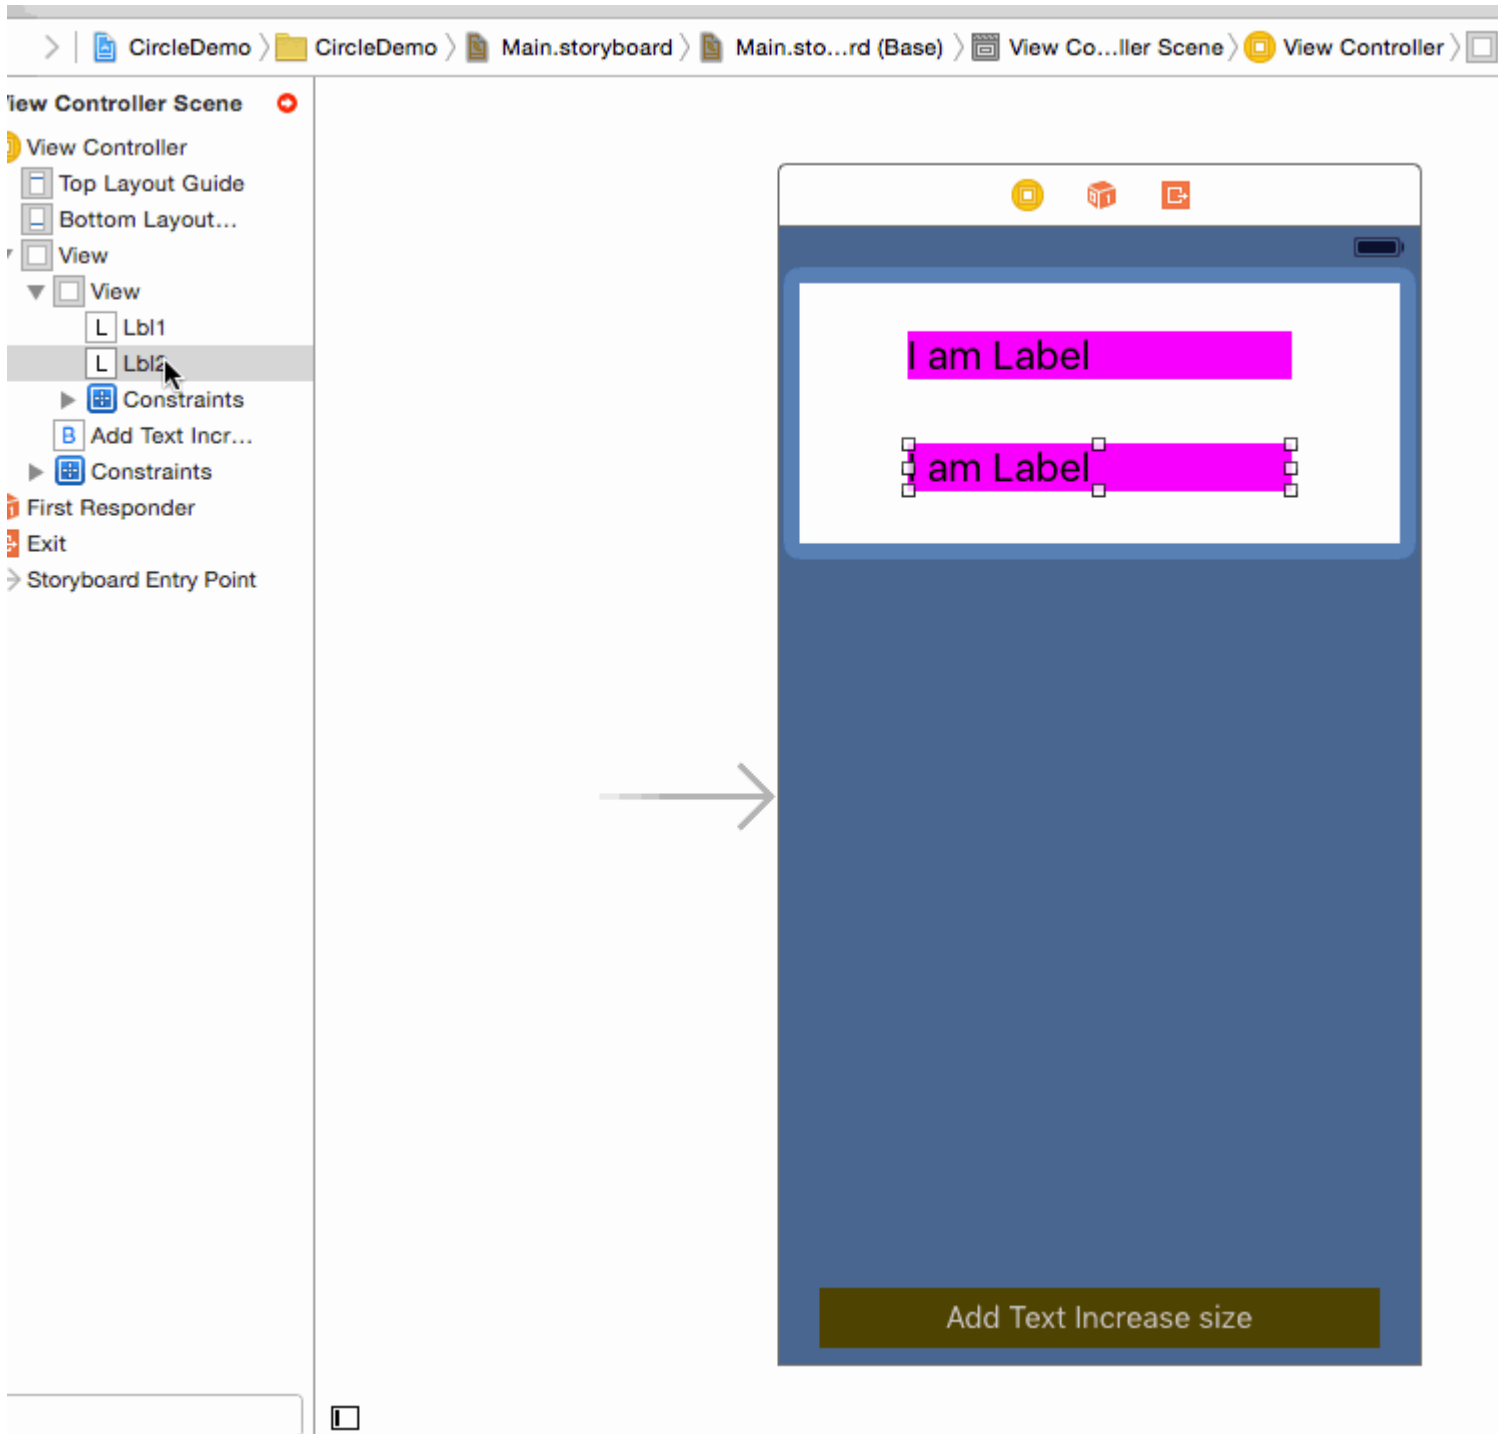 CircleDemo CircleDemo Main.storyboard Main.sto...rd (Base) View Co...ller Scene View Controller
View Controller Scene
View Controller
Top Layout Guide
Bottom Layout...
View
View
L Lbl1
L Lbl2
Constraints
B Add Text Incr...
Constraints
First Responder
Exit
Storyboard Entry Point
I am Label
I am Label
Add Text Increase size